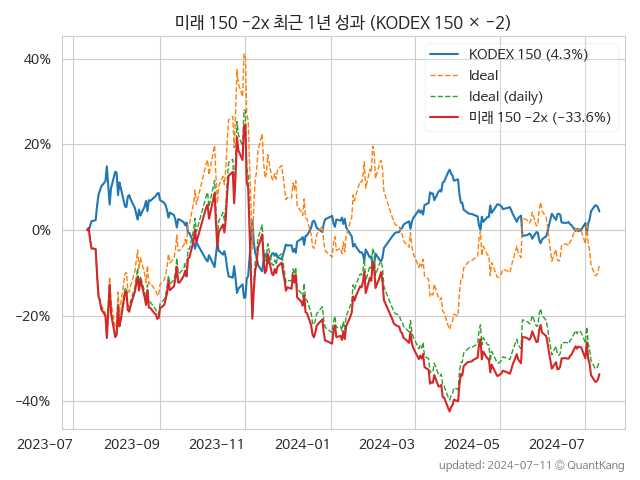 미래 150 −2x 최근 1년 성과 (KODEX 150 × −2)
40%
20%
0%
−20%
−40%
KODEX 150 (4.3%)
Ideal
Ideal (daily)
미래 150 −2x (−33.6%)
2023-07
2023-09
2023-11
2024-01
2024-03
2024-05
2024-07
updated: 2024-07-11 © QuantKang